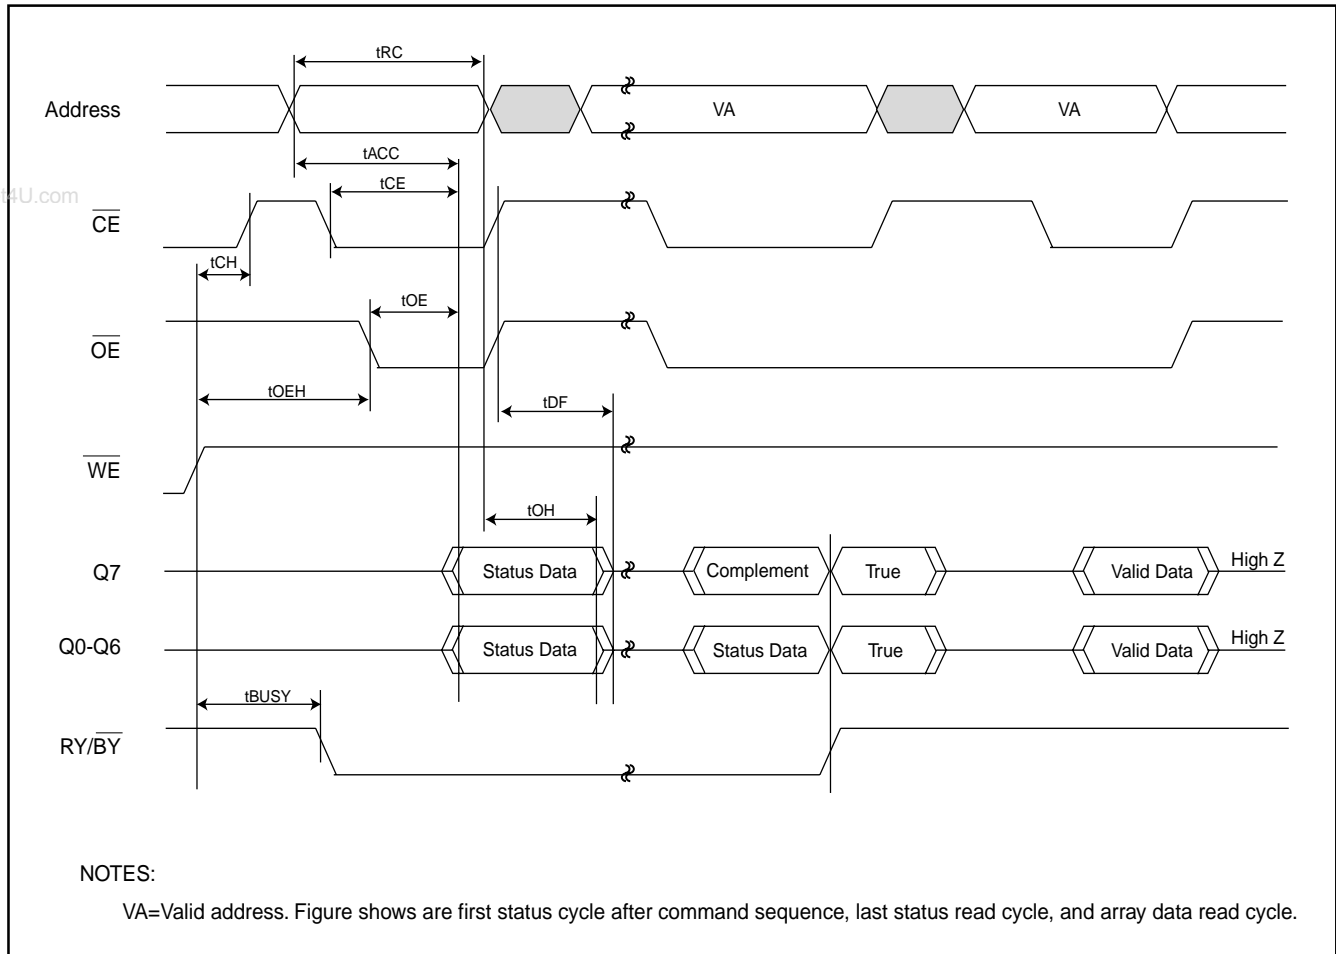 tRC
Address
VA
VA
tACC
t4U.com
tCE
CE
tCH
tOE
OE
tOEH
tDF
WE
tOH
Q7
Status Data
Complement
True
Valid Data
High Z
Q0-Q6
Status Data
Status Data
True
Valid Data
High Z
tBUSY
RY/BY
NOTES:
VA=Valid address. Figure shows are first status cycle after command sequence, last status read cycle, and array data read cycle.